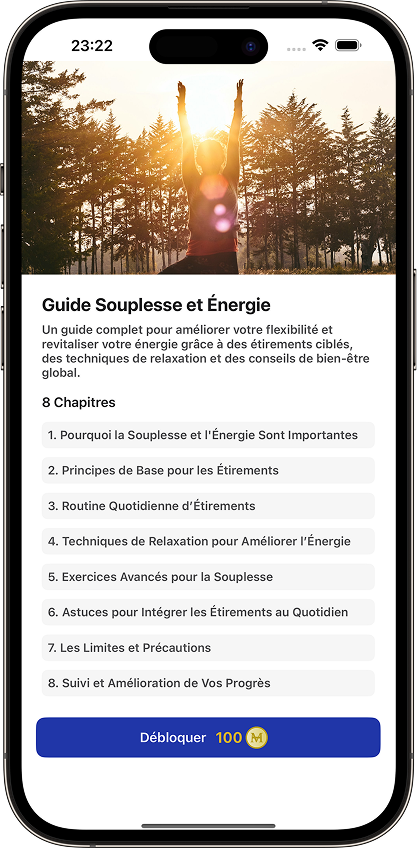 23:22
Guide Souplesse et Énergie
Un guide complet pour améliorer votre flexibilité et
revitaliser votre énergie grâce à des étirements ciblés,
des techniques de relaxation et des conseils de bien-être
global.
8 Chapitres
1. Pourquoi la Souplesse et l'Énergie Sont Importantes
2. Principes de Base pour les Étirements
3. Routine Quotidienne d’Étirements
4. Techniques de Relaxation pour Améliorer l’Énergie
5. Exercices Avancés pour la Souplesse
6. Astuces pour Intégrer les Étirements au Quotidien
7. Les Limites et Précautions
8. Suivi et Amélioration de Vos Progrès
Débloquer 100 M